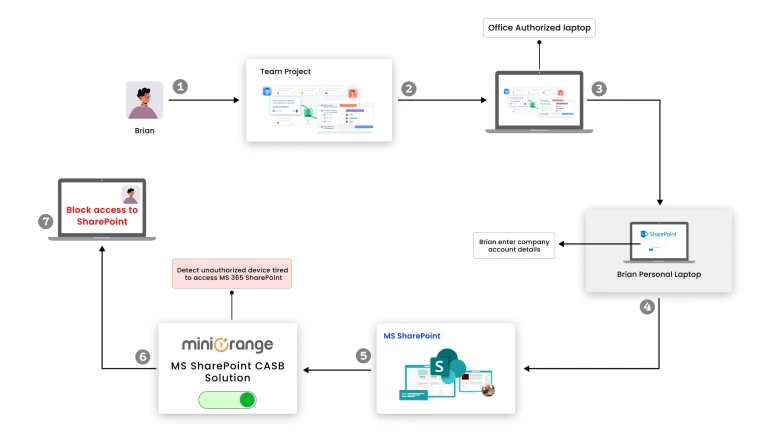 Office Authorized laptop
1
Team Project
2
3
Brian
7
Block access to
SharePoint
Brian enter company
account details
S SharePoint
Brian Personal Laptop
Detect unauthorized device tired
to access MS 365 SharePoint
4
miniOrange
MS SharePoint CASB
Solution
6
5
MS SharePoint
S